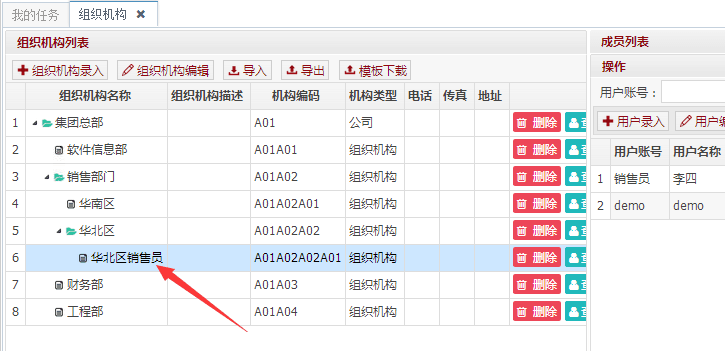 我的任务 组织机构 ✖
组织机构列表
组织机构录入 组织机构编辑 导入 导出 模板下载
组织机构名称 组织机构描述 机构编码 机构类型 电话 传真 地址
1 集团总部 A01 公司 删除
2 软件信息部 A01A01 组织机构 删除
3 销售部门 A01A02 组织机构 删除
4 华南区 A01A02A01 组织机构 删除
5 华北区 A01A02A02 组织机构 删除
6 华北区销售员 A01A02A02A01 组织机构 删除
7 财务部 A01A03 组织机构 删除
8 工程部 A01A04 组织机构 删除
成员列表
操作
用户账号：
用户录入 用户编
用户账号 用户名称
1 销售员 李四
2 demo demo